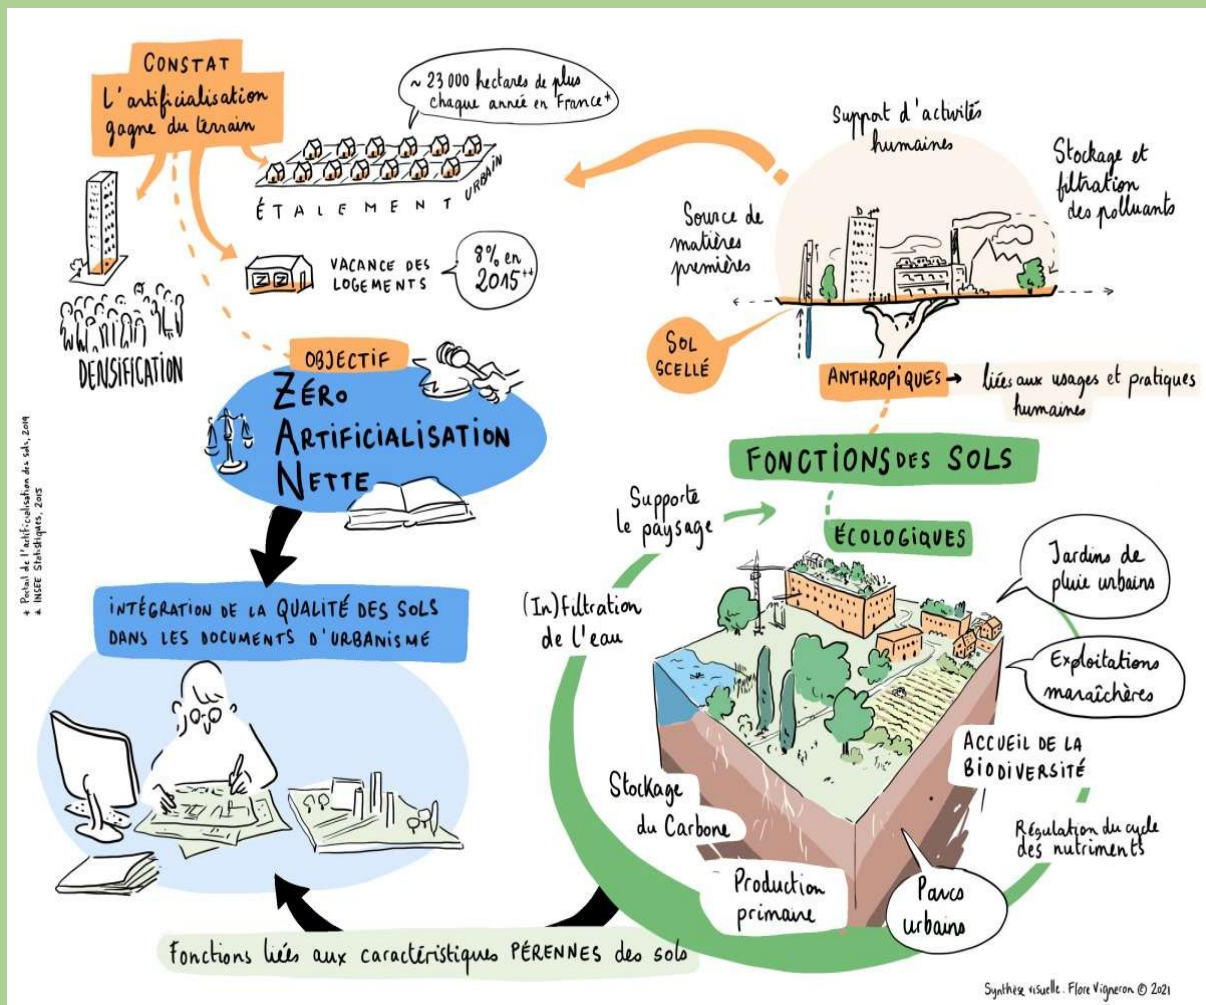 CONSTAT
L'artificialisation
gagne du terrain
~ 23 000 hectares de plus
chaque année en France*
ÉTALEMENT URBAIN
VACANCE DES
LOGEMENTS
8% en
2015**
DENSIFICATION
OBJECTIF
ZÉRO
ARTIFICIALISATION
NETTE
INTÉGRATION DE LA QUALITÉ DES SOLS
DANS LES DOCUMENTS D'URBANISME
Support d'activités
humaines
Stockage et
filtration
des polluants
Source de
matières
premières
SOL
SCELLÉ
ANTHROPIQUES → liées aux usages et pratiques
humaines
FONCTIONS DES SOLS
ÉCOLOGIQUES
Supporte
le paysage
(In)Filtration
de l'eau
Jardins de
pluie urbains
Exploitations
maraîchères
ACCUEIL DE LA
BIODIVERSITÉ
Stockage
du Carbone
Régulation du cycle
des nutriments
Production
primaire
Parcs
urbains
Fonctions liées aux caractéristiques PÉRENNES des sols
+ Portail de l'artificialisation des sols, 2019
± INSEE Statistiques, 2015
Synthèse visuelle. Flore Vigneron © 2021